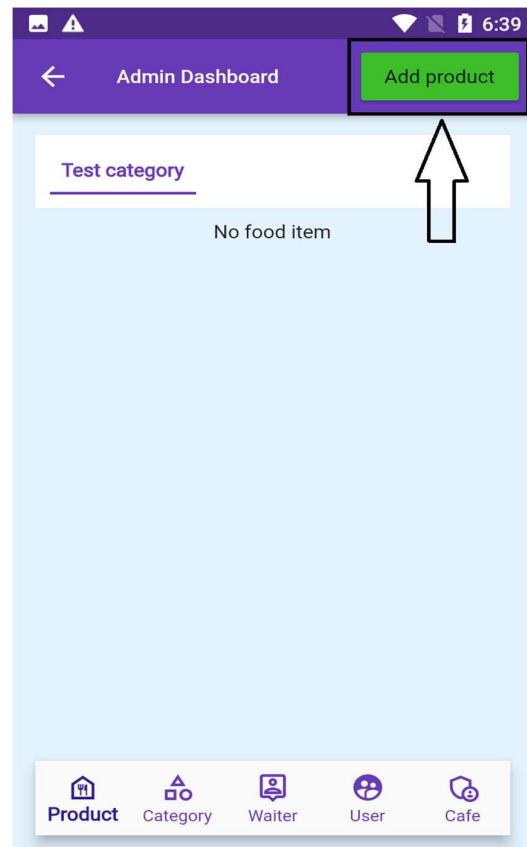 6:39
Admin Dashboard
Add product
Test category
No food item
Product Category Waiter User Cafe